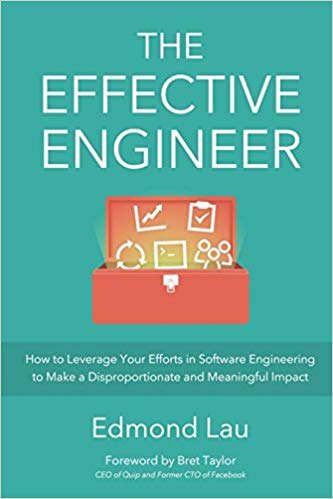 THE
EFFECTIVE
ENGINEER
How to Leverage Your Efforts in Software Engineering
to Make a Disproportionate and Meaningful Impact
Edmond Lau
Foreword by Bret Taylor
CEO of Quip and Former CTO of Facebook